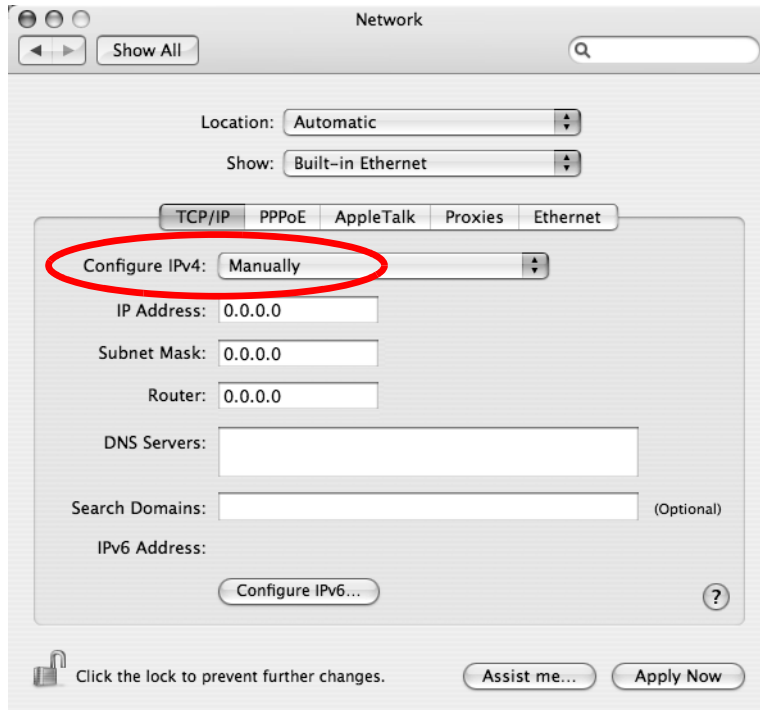 Network
Show All
Location: Automatic
Show: Built-in Ethernet
TCP/IP PPPoE AppleTalk Proxies Ethernet
Configure IPv4: Manually
IP Address: 0.0.0.0
Subnet Mask: 0.0.0.0
Router: 0.0.0.0
DNS Servers:
Search Domains: (Optional)
IPv6 Address:
Configure IPv6...
?
Click the lock to prevent further changes. Assist me... Apply Now